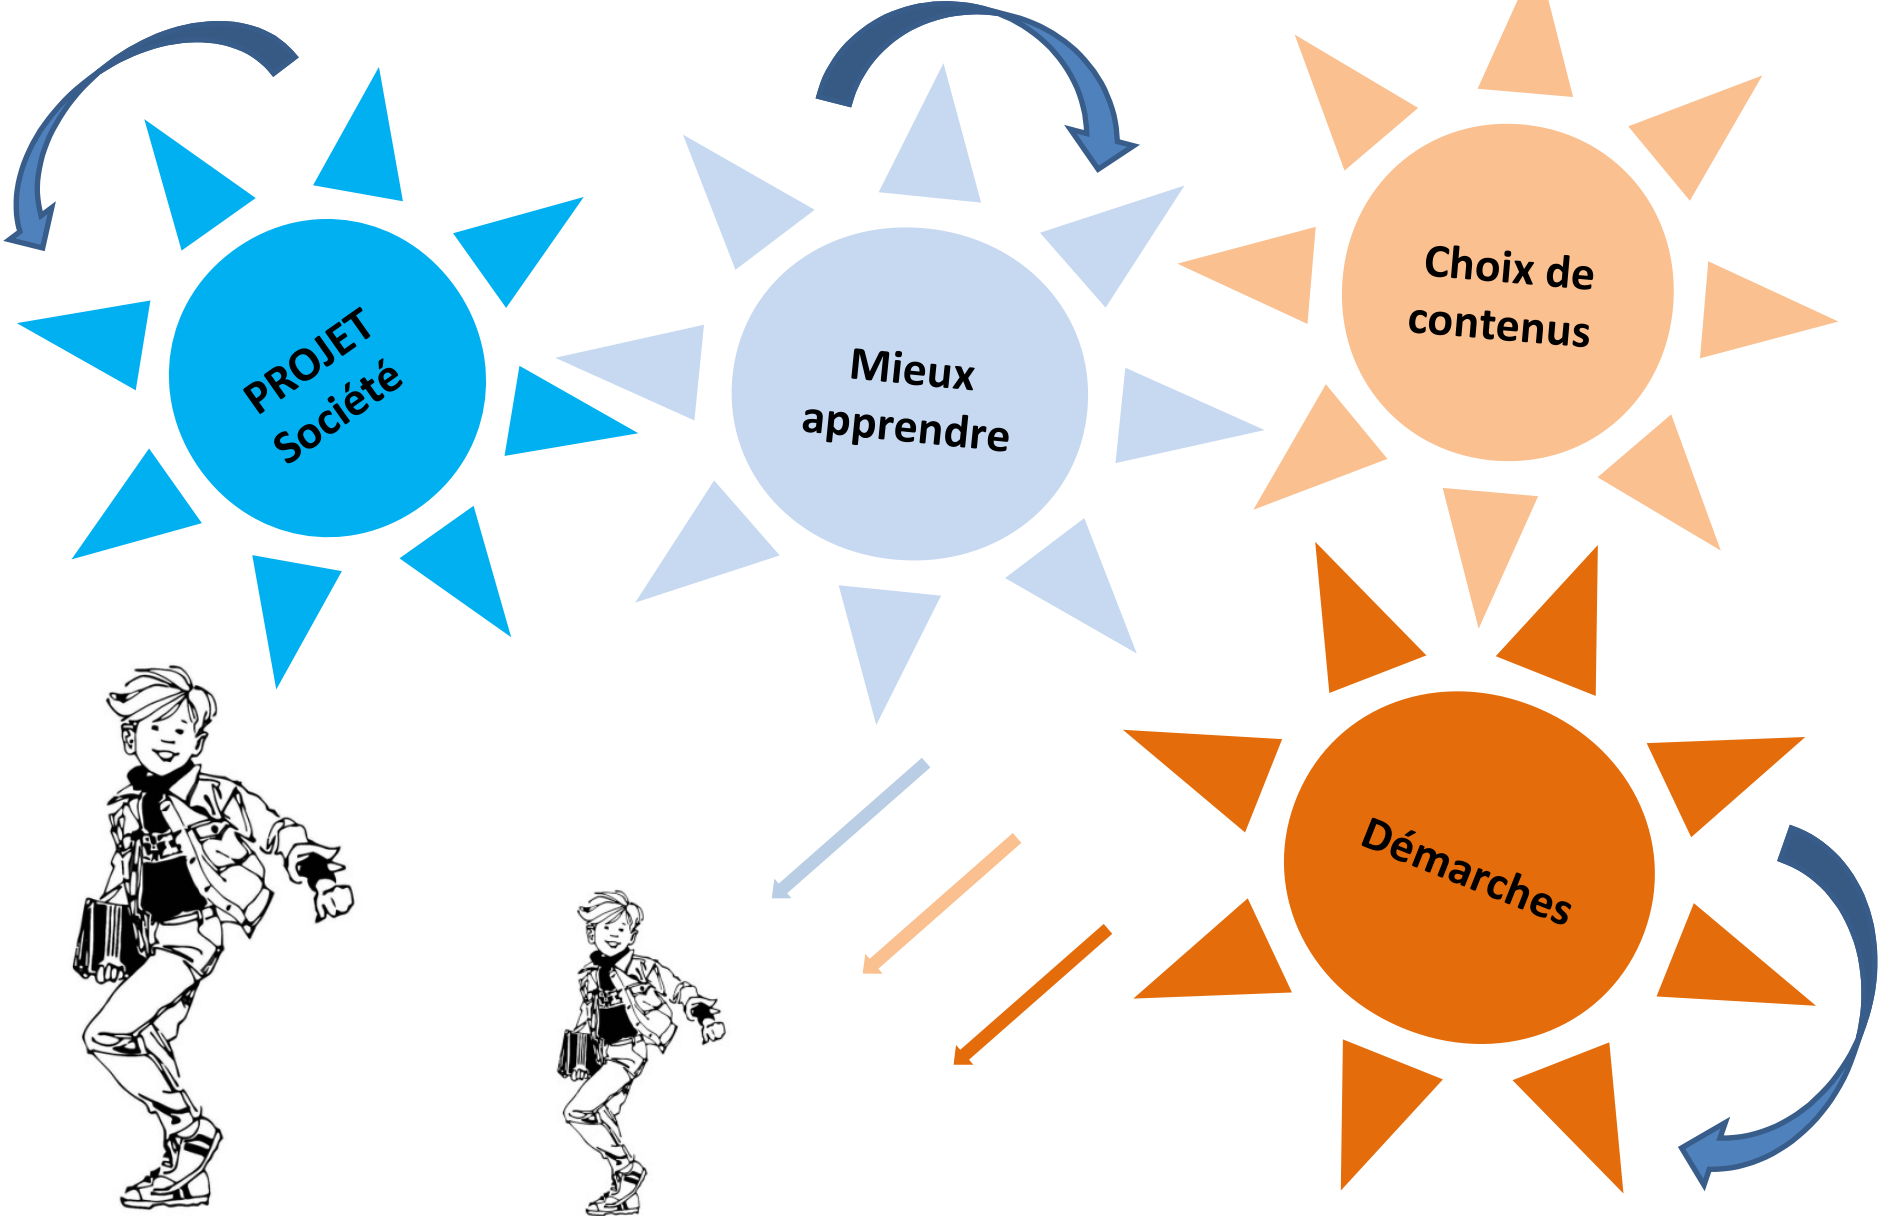 PROJET
Société
Mieux
apprendre
Choix de
contenus
Démarches